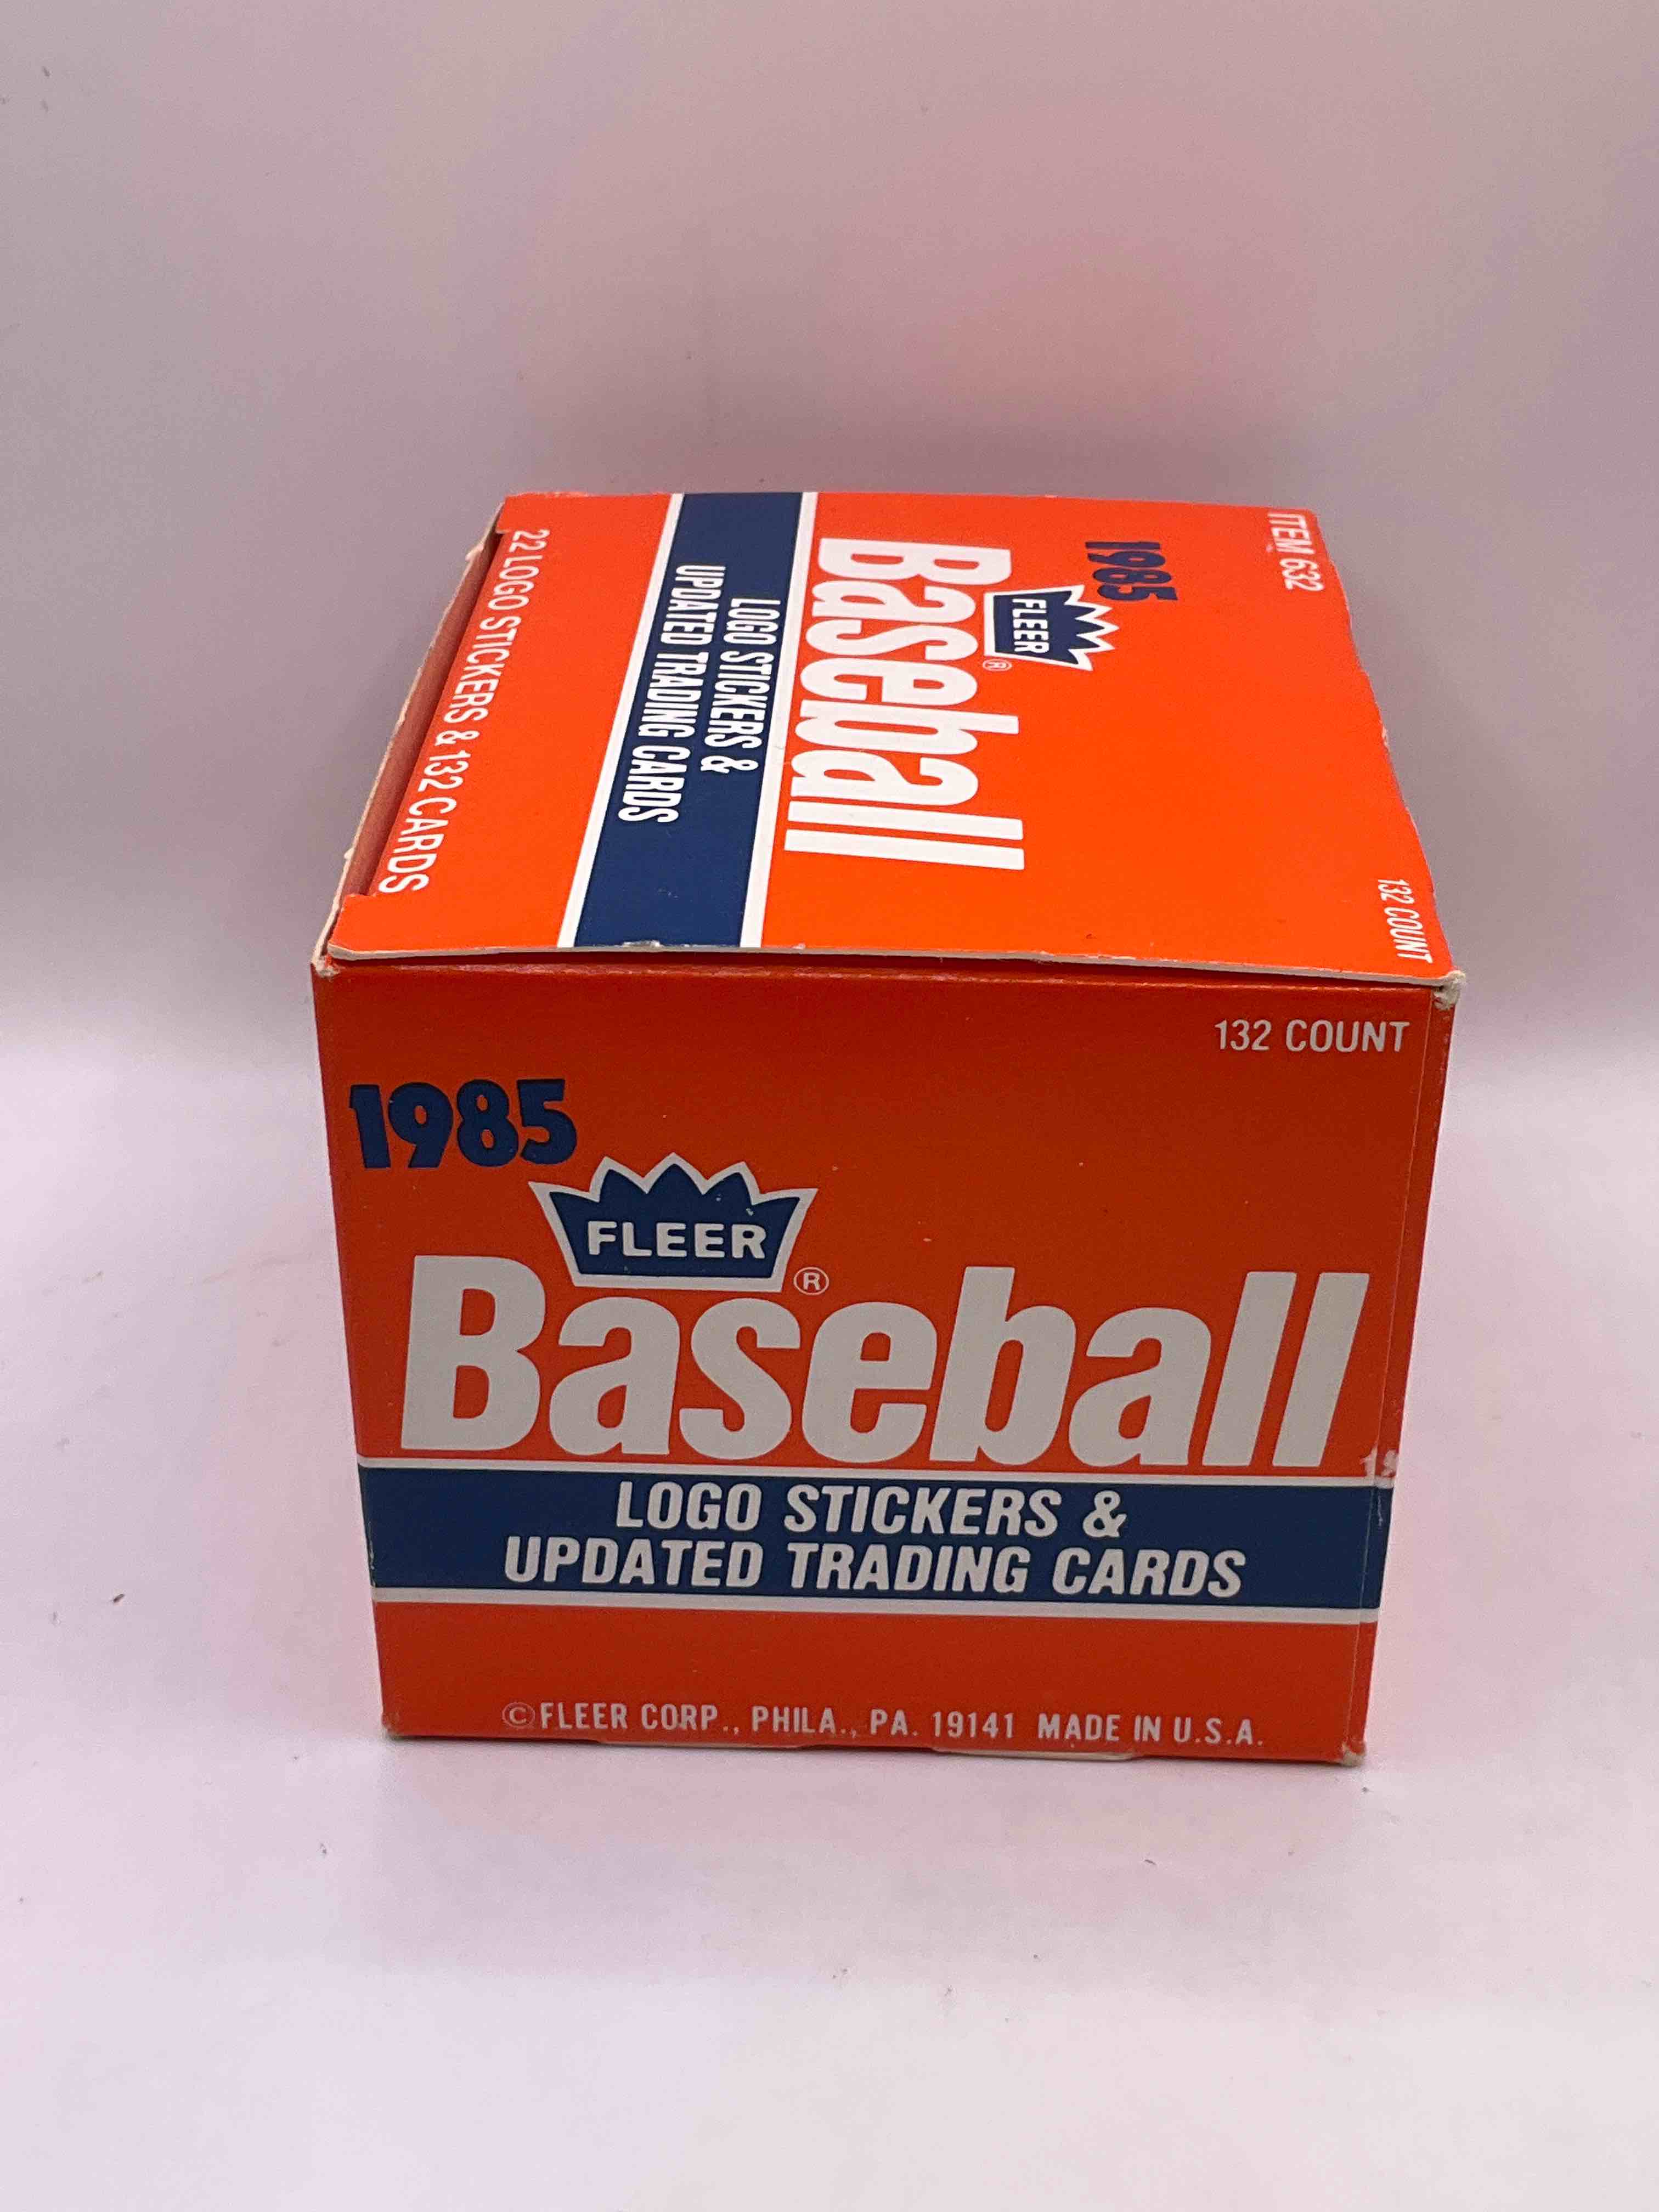 ITEM 632
132 COUNT
1985
FLEER®
Baseball
LOGO STICKERS &
UPDATED TRADING CARDS
22 LOGO STICKERS & 132 CARDS
132 COUNT
1985
FLEER®
Baseball
LOGO STICKERS &
UPDATED TRADING CARDS
©FLEER CORP., PHILA., PA. 19141 MADE IN U.S.A.